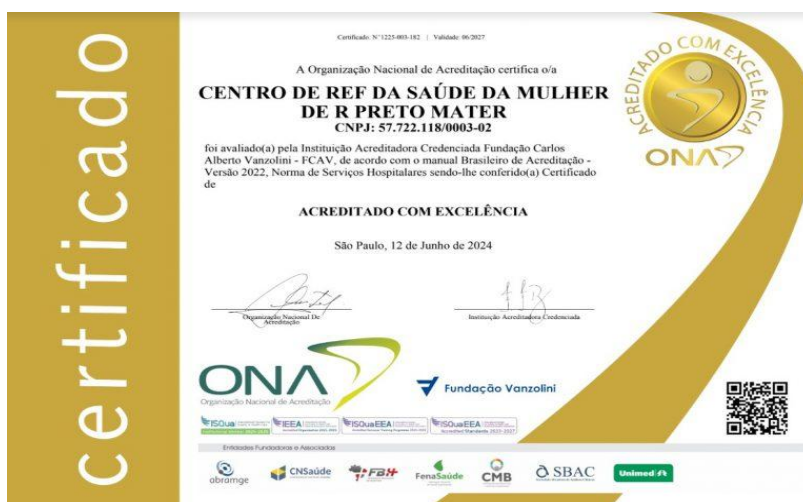 certificado
Certificado: N°1223-003-182 | Validade: 06/2027
A Organização Nacional de Acreditação certifica o/a
CENTRO DE REF DA SAÚDE DA MULHER
DE R PRETO MATER
CNPJ: 57.722.118/0003-02
foi avaliado(a) pela Instituição Acreditadora Credenciada Fundação Carlos
Alberto Vanzolini - FCAV, de acordo com o manual Brasileiro de Acreditação -
Versão 2022, Norma de Serviços Hospitalares sendo-lhe conferido(a) Certificado
de
ACREDITADO COM EXCELÊNCIA
São Paulo, 12 de Junho de 2024
Organização Nacional De
Acreditação
Instituição Acreditadora Credenciada
ACREDITADO COM EXCELÊNCIA
ONA
ONA
Organização Nacional de Acreditação
Fundação Vanzolini
ISQua
IEEA
ISQuaEEA
ISQuaEEA
Entidades Fundadoras e Associadas
abramge
CNSaúde
FBH
FenaSaúde
CMB
SBAC
Unimed